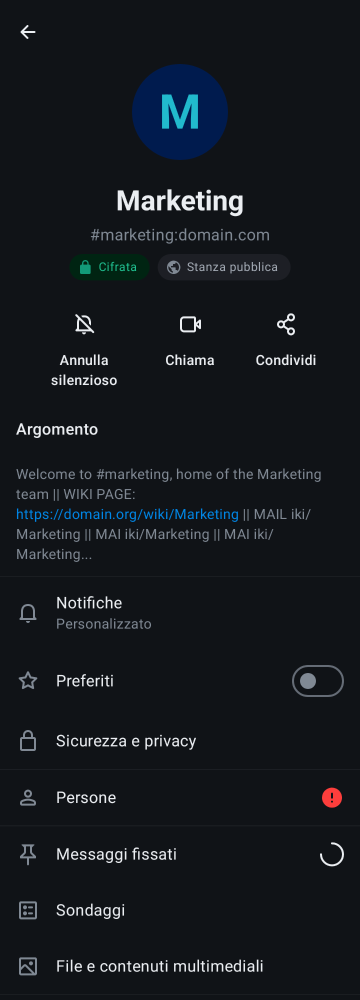 M
Marketing
#marketing:domain.com
Cifrata
Stanza pubblica
Annulla
silenzioso
Chiama
Condividi
Argomento
Welcome to #marketing, home of the Marketing
team || WIKI PAGE:
https://domain.org/wiki/Marketing || MAIL iki/
Marketing || MAI iki/Marketing || MAI iki/
Marketing...
Notifiche
Personalizzato
Preferiti
Sicurezza e privacy
Persone
Messaggi fissati
Sondaggi
File e contenuti multimediali